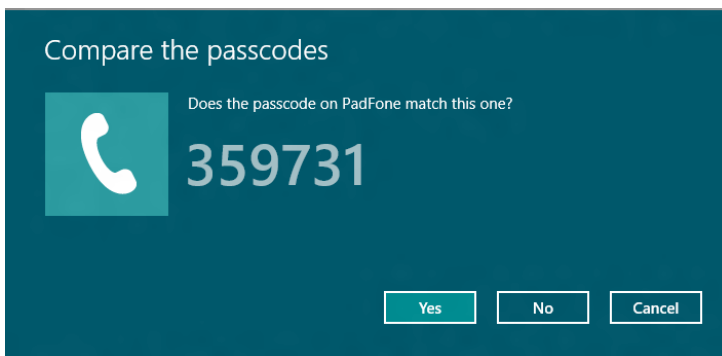 Compare the passcodes
Does the passcode on PadFone match this one?
359731
Yes No Cancel